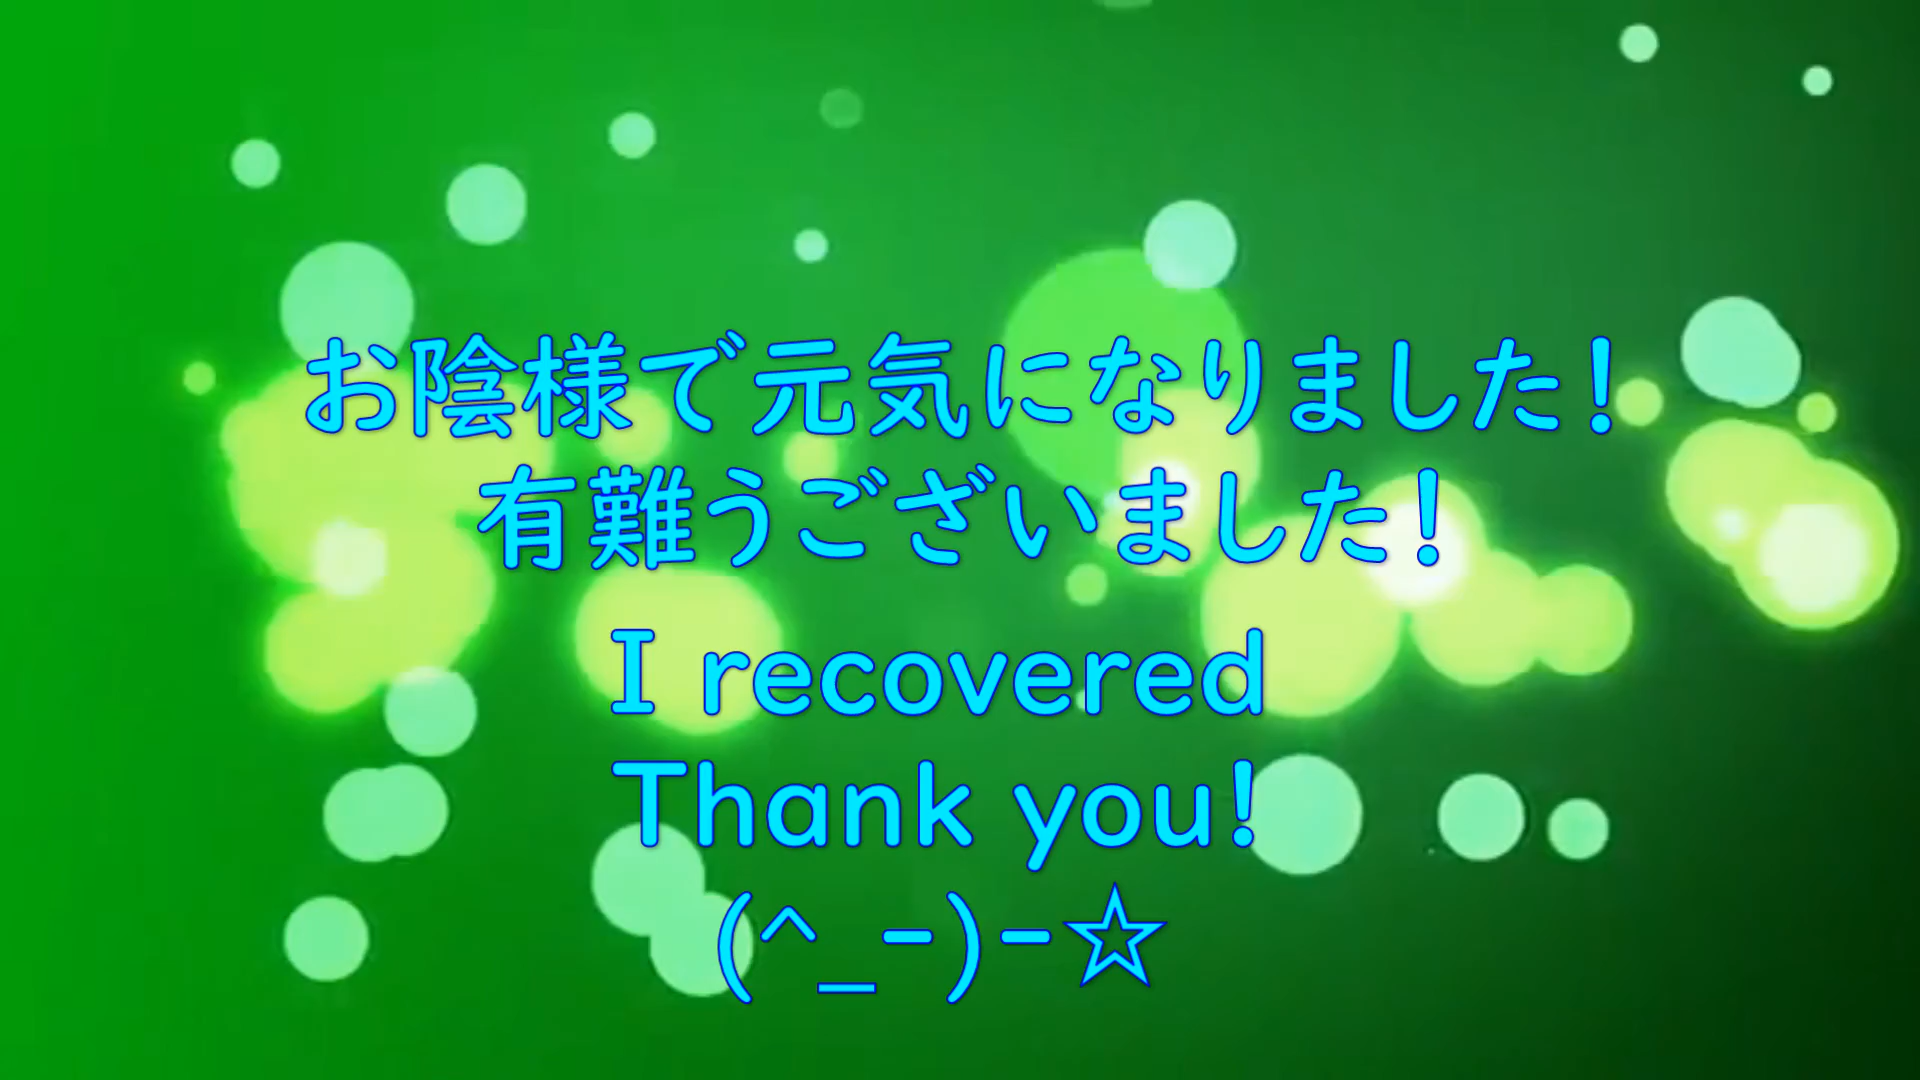 お陰様で元気になりました！
有難うございました！
I recovered
Thank you!
(^_-)-☆